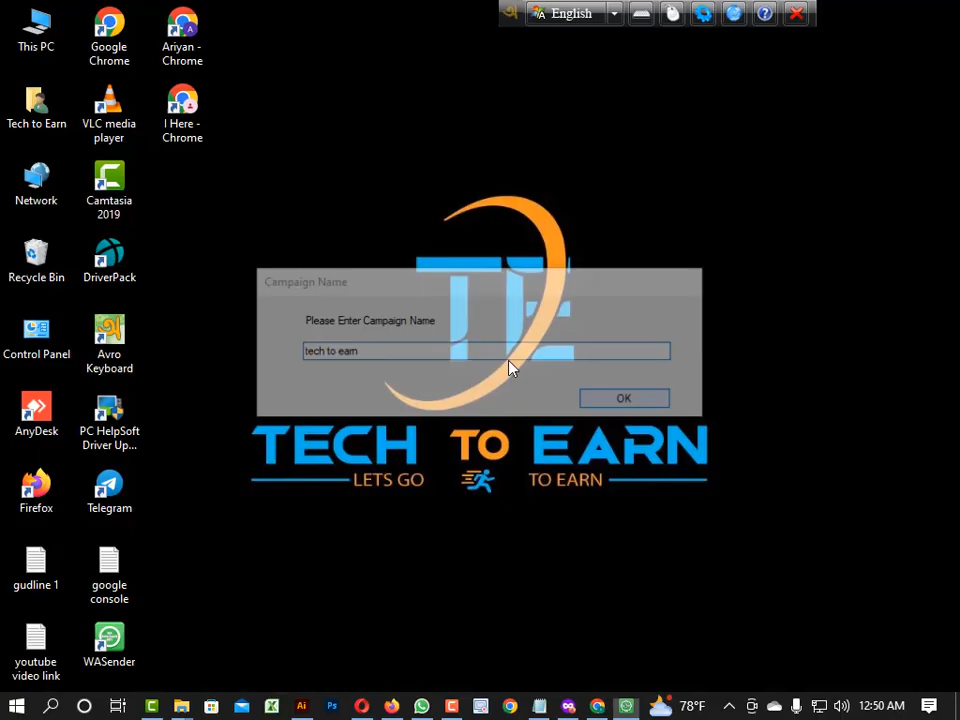 English
This PC
Google
Chrome
Ariyan -
Chrome
Tech to Earn
VLC media
player
I Here -
Chrome
Network
Camtasia
2019
Recycle Bin
DriverPack
Campaign Name
Please Enter Campaign Name
tech to earn
OK
Control Panel
Avro
Keyboard
AnyDesk
PC HelpSoft
Driver Up...
TECH TO EARN
LETS GO
TO EARN
Firefox
Telegram
gudline 1
google
console
youtube
video link
WASender
78°F
12:50 AM